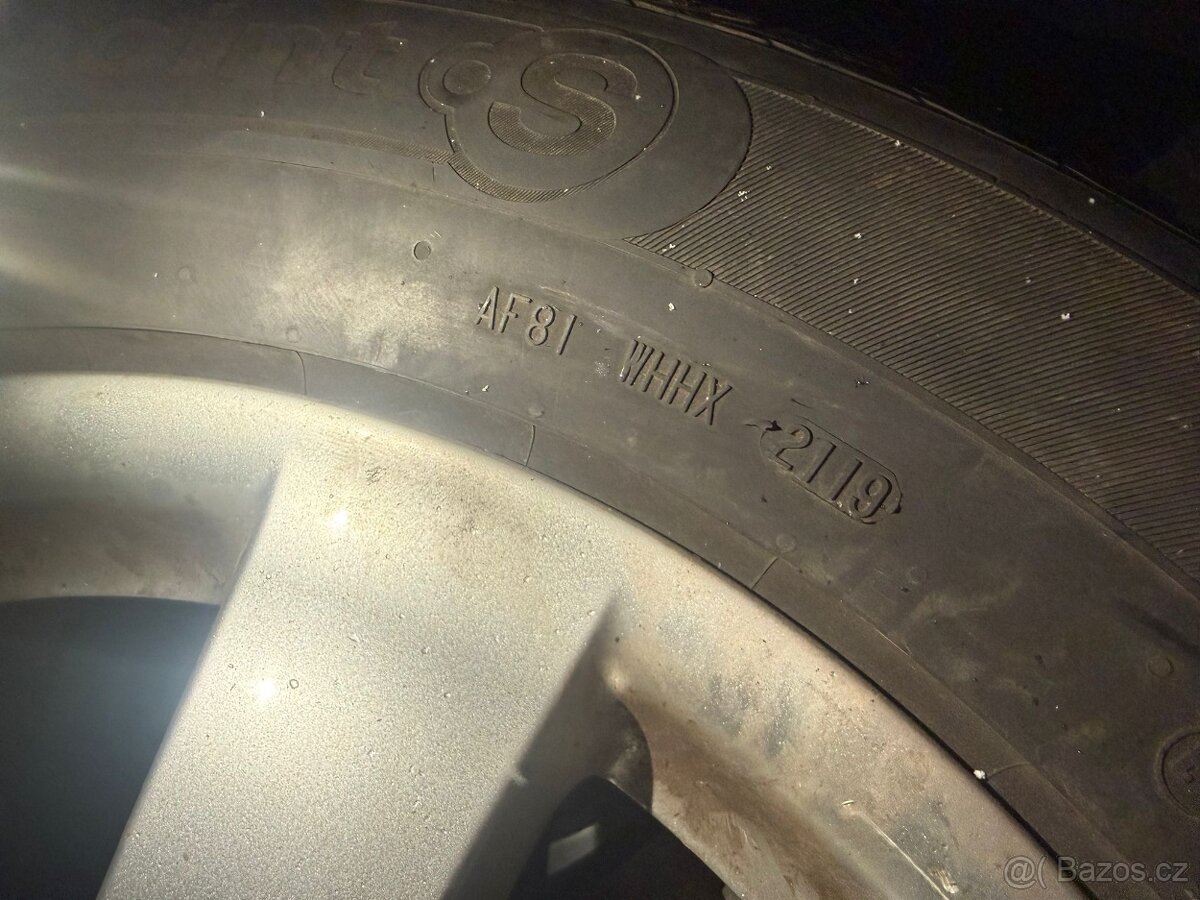 S
AF81 WHHX 2119
@( Bazos.cz